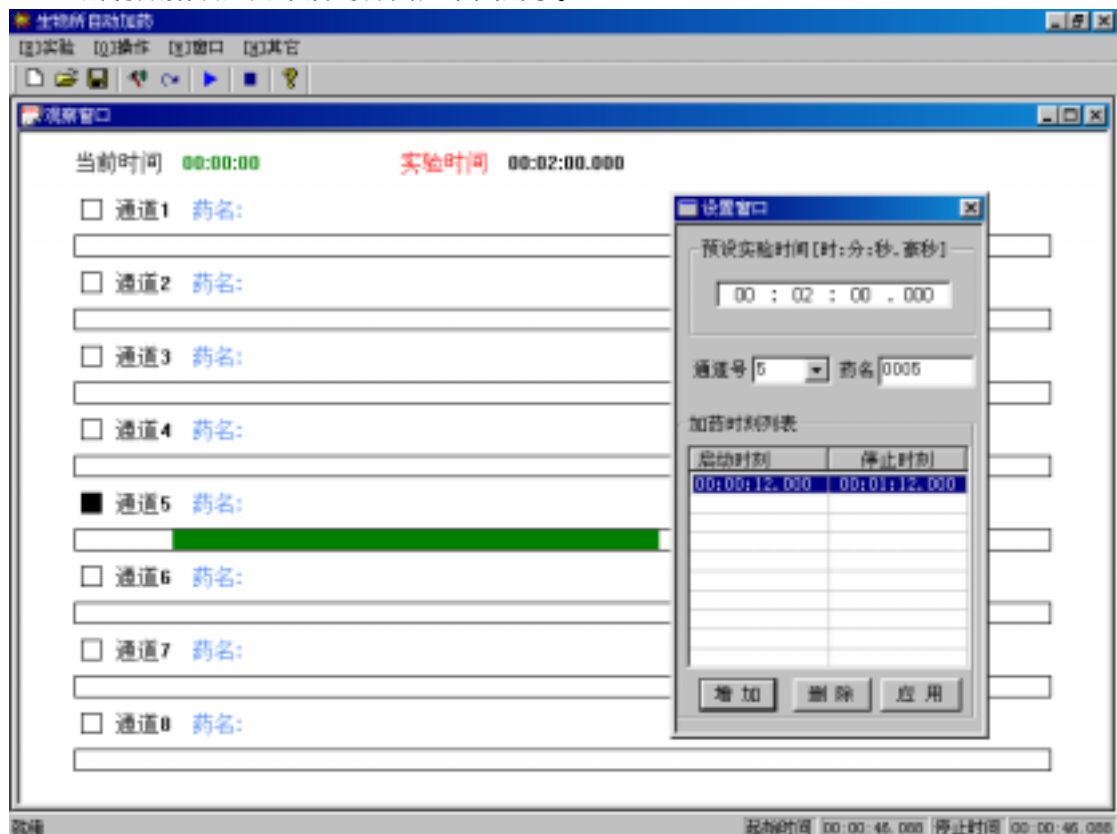 生物所自动加药
[E]实验 [O]操作 [W]窗口 [H]其它
观察窗口
当前时间 00:00:00 实验时间 00:02:00.000
通道1 药名:
通道2 药名:
通道3 药名:
通道4 药名:
通道5 药名:
通道6 药名:
通道7 药名:
通道8 药名:
设置窗口
预设实验时间[时:分:秒.毫秒]
00 : 02 : 00 . 000
通道号 5 药名 0005
加药时刻列表
启动时刻 停止时刻
00:00:12.000 00:01:12.000
增 加 删 除 应 用
就绪 起始时间 00:00:46.088 停止时间 00:00:46.088